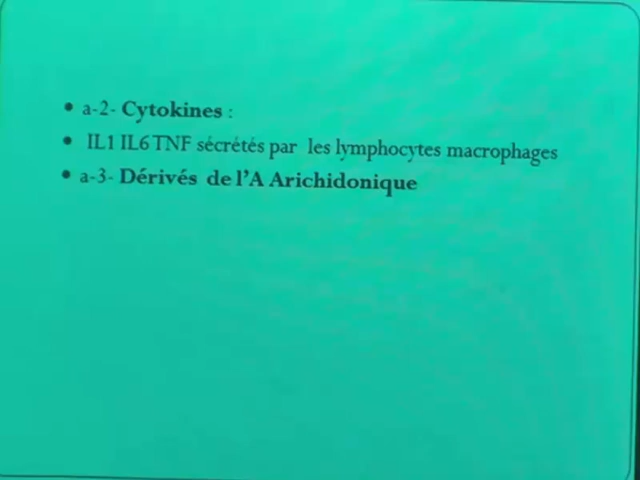 • a-2- Cytokines :
• IL1 IL6 TNF sécrétés par les lymphocytes macrophages
• a-3- Dérivés de l'A Arichidonique